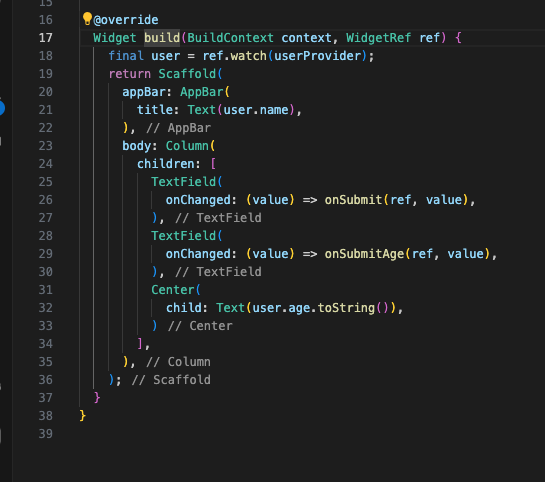 15
16 @override
17 Widget build(BuildContext context, WidgetRef ref) {
18 final user = ref.watch(userProvider);
19 return Scaffold(
20 appBar: AppBar(
21 title: Text(user.name),
22 ), // AppBar
23 body: Column(
24 children: [
25 TextField(
26 onChanged: (value) => onSubmit(ref, value),
27 ), // TextField
28 TextField(
29 onChanged: (value) => onSubmitAge(ref, value),
30 ), // TextField
31 Center(
32 child: Text(user.age.toString()),
33 ) // Center
34 ],
35 ), // Column
36 ); // Scaffold
37 }
38 }
39